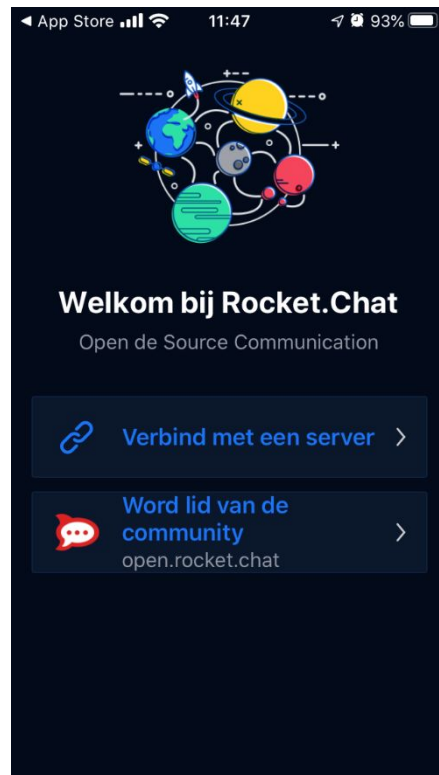 App Store 11:47 93%
Welkom bij Rocket.Chat
Open de Source Communication
Verbind met een server
Word lid van de
community
open.rocket.chat